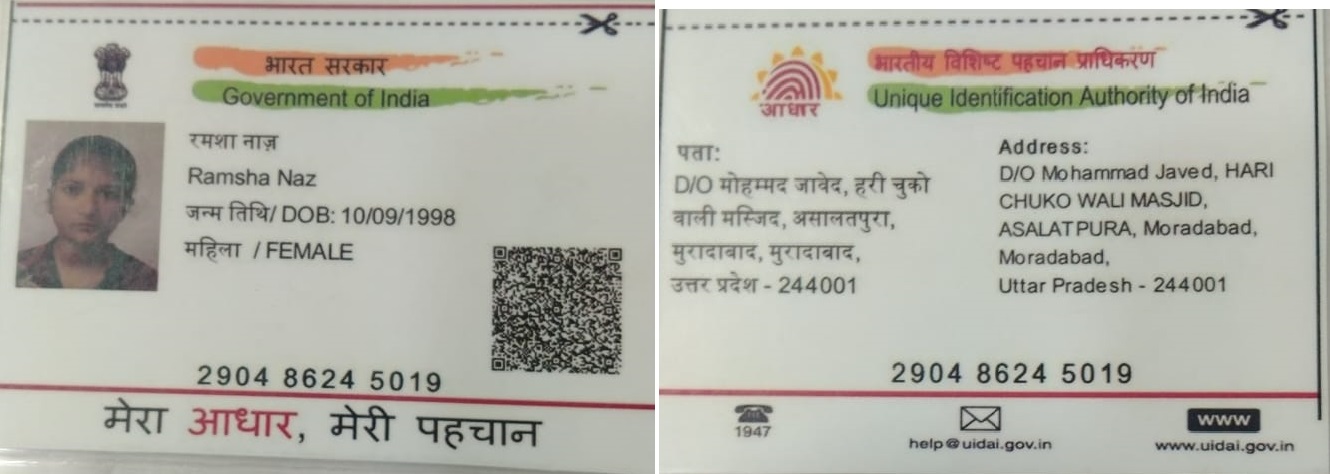 भारत सरकार
Government of India
रमशा नाज़
Ramsha Naz
जन्म तिथि/ DOB: 10/09/1998
महिला / FEMALE
2904 8624 5019
मेरा आधार, मेरी पहचान
भारतीय विशिष्ट पहचान प्राधिकरण
Unique Identification Authority of India
आधार
पता:
D/O मोहम्मद जावेद, हरी चुको
वाली मस्जिद, असालतपुरा,
मुरादाबाद, मुरादाबाद,
उत्तर प्रदेश - 244001
Address:
D/O Mohammad Javed, HARI
CHUKO WALI MASJID,
ASALATPURA, Moradabad,
Moradabad,
Uttar Pradesh - 244001
2904 8624 5019
1947
help@uidai.gov.in
www
www.uidai.gov.in